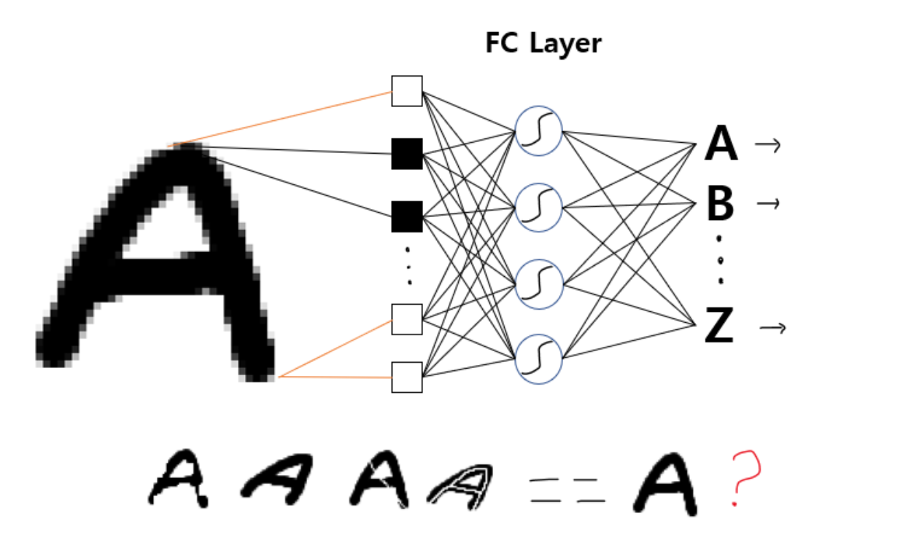 FC Layer
A
A →
B →
Z →
A A A A == A ?